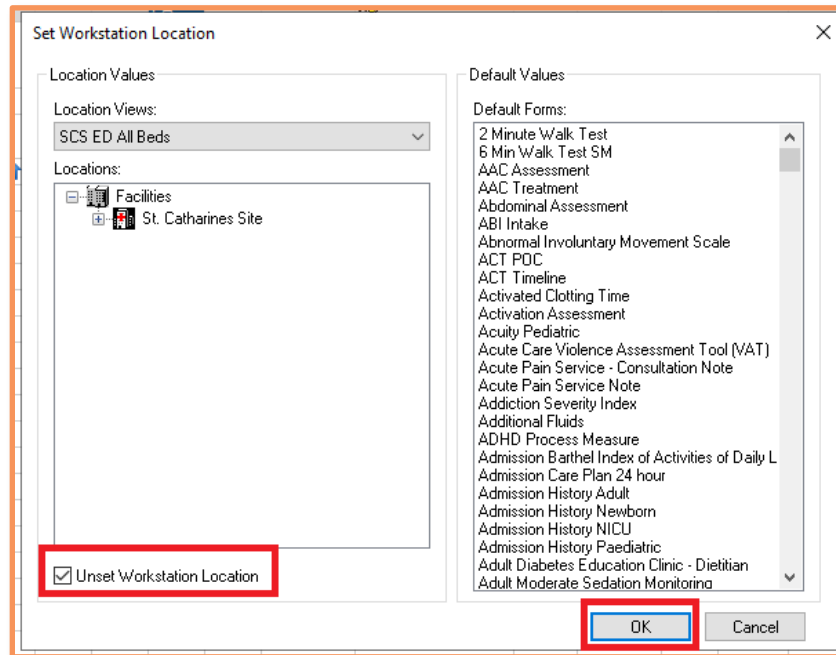 Set Workstation Location
Location Values
Location Views:
SCS ED All Beds
Locations:
Facilities
St. Catharines Site
Unset Workstation Location
Default Values
Default Forms:
2 Minute Walk Test
6 Min Walk Test SM
AAC Assessment
AAC Treatment
Abdominal Assessment
ABI Intake
Abnormal Involuntary Movement Scale
ACT POC
ACT Timeline
Activated Clotting Time
Activation Assessment
Acuity Pediatric
Acute Care Violence Assessment Tool (VAT)
Acute Pain Service - Consultation Note
Acute Pain Service Note
Addiction Severity Index
Additional Fluids
ADHD Process Measure
Admission Barthel Index of Activities of Daily L
Admission Care Plan 24 hour
Admission History Adult
Admission History Newborn
Admission History NICU
Admission History Paediatric
Adult Diabetes Education Clinic - Dietitian
Adult Moderate Sedation Monitoring
OK
Cancel